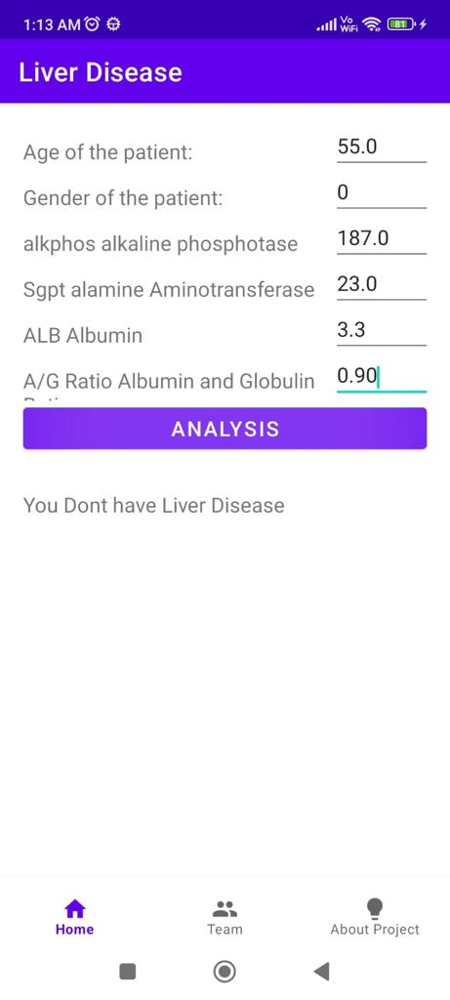 1:13 AM
Vo
WiFi
81
Liver Disease
Age of the patient: 55.0
Gender of the patient: 0
alkphos alkaline phosphotase 187.0
Sgpt alamine Aminotransferase 23.0
ALB Albumin 3.3
A/G Ratio Albumin and Globulin 0.90
ANALYSIS
You Dont have Liver Disease
Home Team About Project